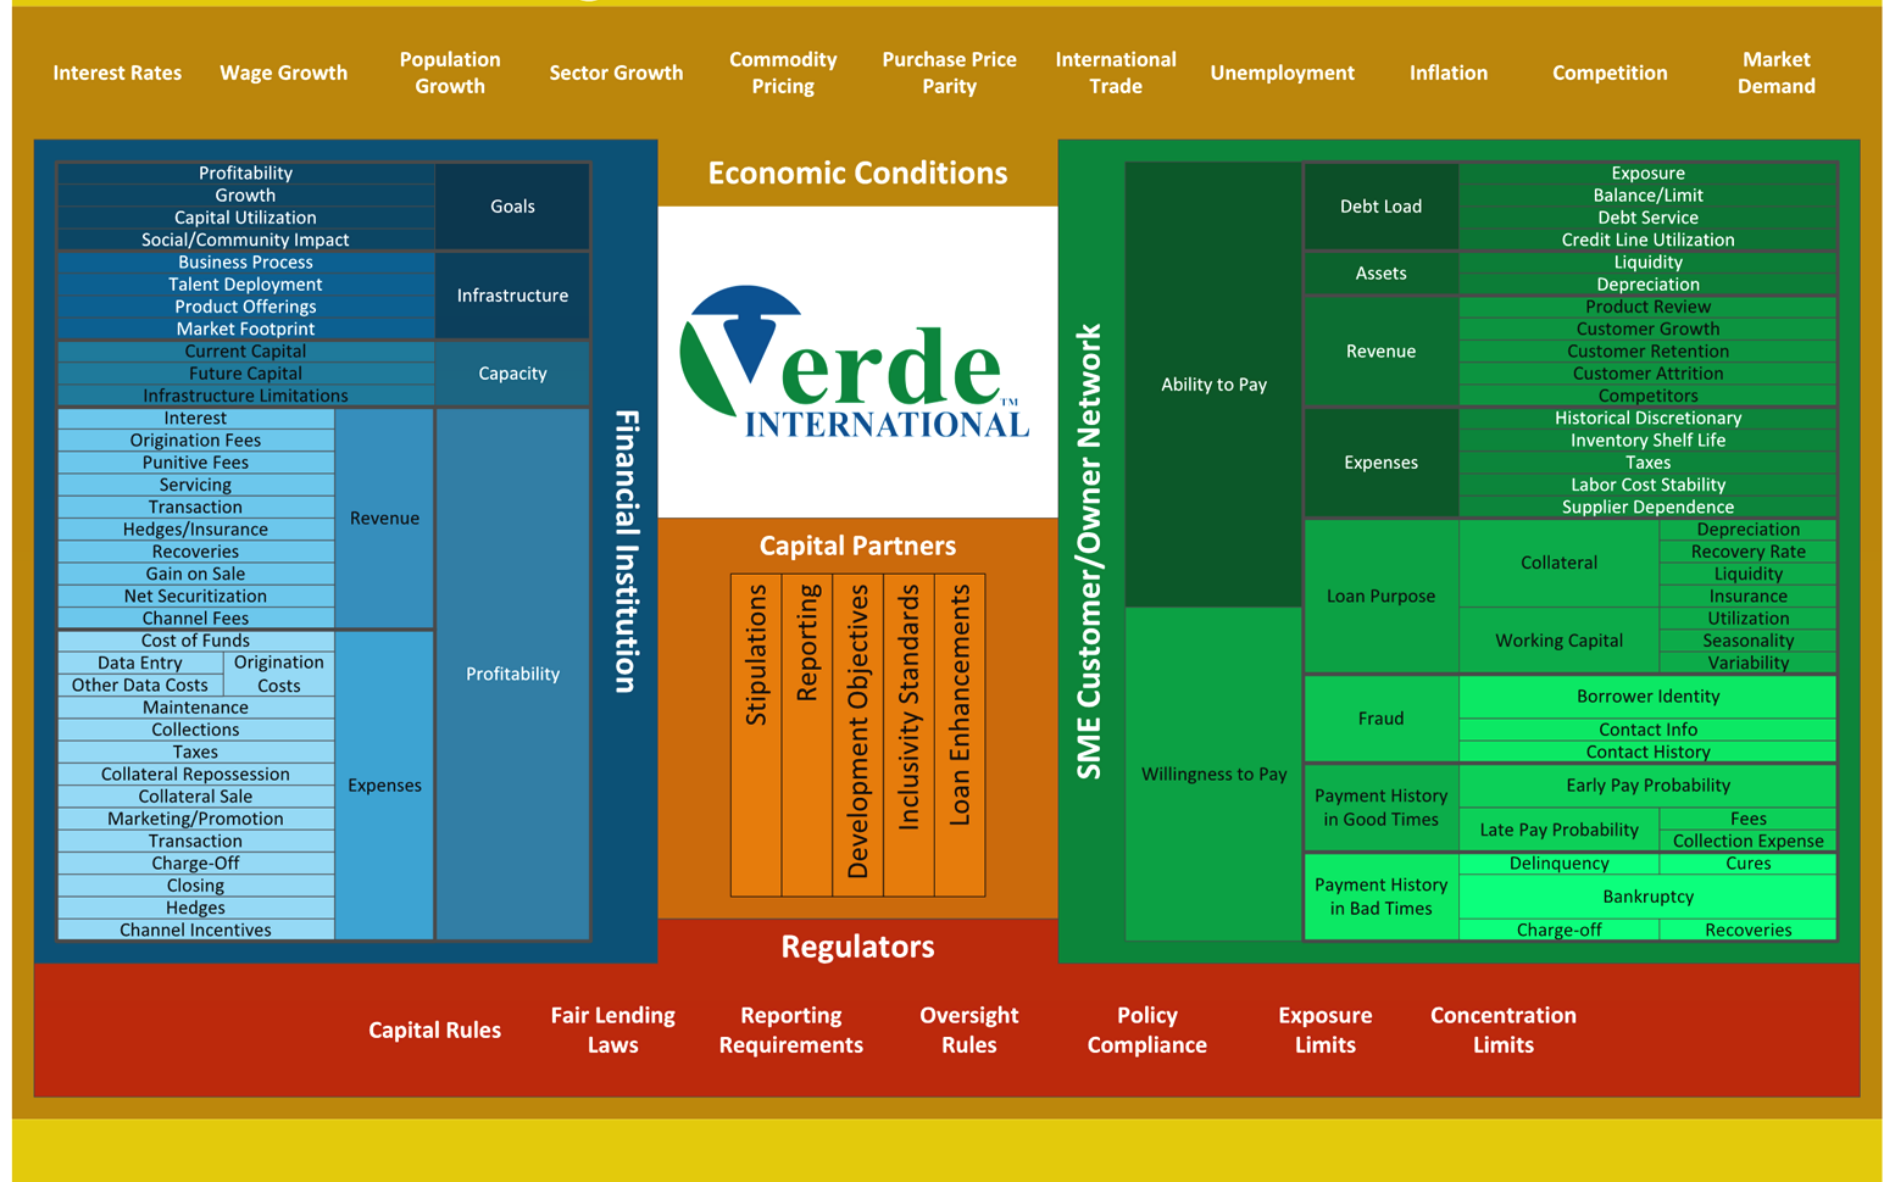 Interest Rates
Wage Growth
Population
Growth
Sector Growth
Commodity
Pricing
Purchase Price
Parity
International
Trade
Unemployment
Inflation
Competition
Market
Demand
Economic Conditions
Verde
INTERNATIONAL
TM
Financial Institution
Profitability
Growth
Capital Utilization
Social/Community Impact
Goals
Business Process
Talent Deployment
Product Offerings
Market Footprint
Infrastructure
Current Capital
Future Capital
Infrastructure Limitations
Capacity
Interest
Origination Fees
Punitive Fees
Servicing
Transaction
Hedges/Insurance
Recoveries
Gain on Sale
Net Securitization
Channel Fees
Revenue
Cost of Funds
Data Entry
Other Data Costs
Origination
Costs
Maintenance
Collections
Taxes
Collateral Repossession
Collateral Sale
Marketing/Promotion
Transaction
Charge-Off
Closing
Hedges
Channel Incentives
Expenses
Profitability
Capital Partners
Stipulations
Reporting
Development Objectives
Inclusivity Standards
Loan Enhancements
SME Customer/Owner Network
Ability to Pay
Debt Load
Exposure
Balance/Limit
Debt Service
Credit Line Utilization
Assets
Liquidity
Depreciation
Revenue
Product Review
Customer Growth
Customer Retention
Customer Attrition
Competitors
Expenses
Historical Discretionary
Inventory Shelf Life
Taxes
Labor Cost Stability
Supplier Dependence
Loan Purpose
Collateral
Depreciation
Recovery Rate
Liquidity
Insurance
Working Capital
Utilization
Seasonality
Variability
Willingness to Pay
Fraud
Borrower Identity
Contact Info
Contact History
Payment History
in Good Times
Early Pay Probability
Late Pay Probability
Fees
Collection Expense
Payment History
in Bad Times
Delinquency
Cures
Bankruptcy
Charge-off
Recoveries
Regulators
Capital Rules
Fair Lending
Laws
Reporting
Requirements
Oversight
Rules
Policy
Compliance
Exposure
Limits
Concentration
Limits